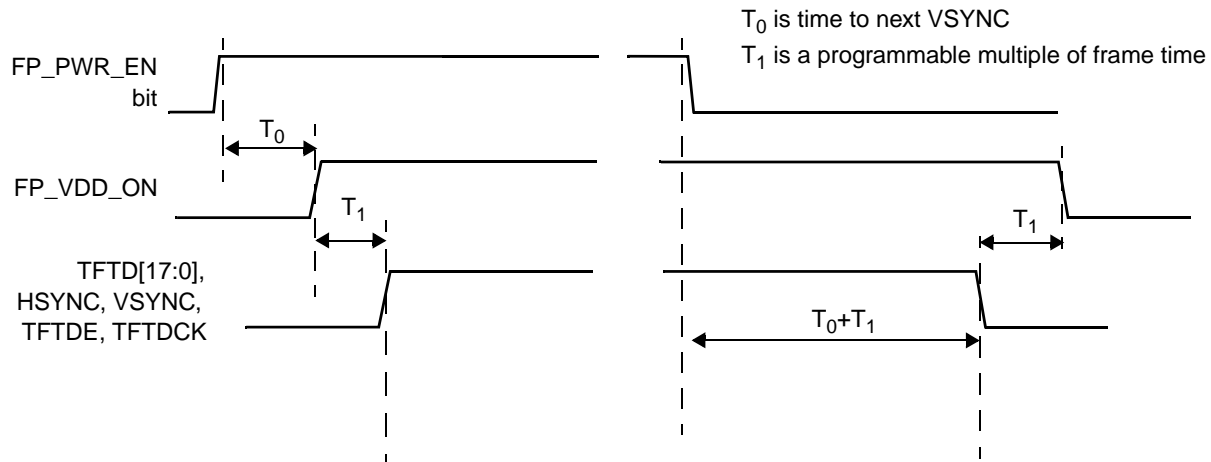 T₀ is time to next VSYNC
T₁ is a programmable multiple of frame time
FP_PWR_EN
bit
T₀
FP_VDD_ON
T₁
T₁
TFTD[17:0],
HSYNC, VSYNC,
TFTDE, TFTDCK
T₀+T₁